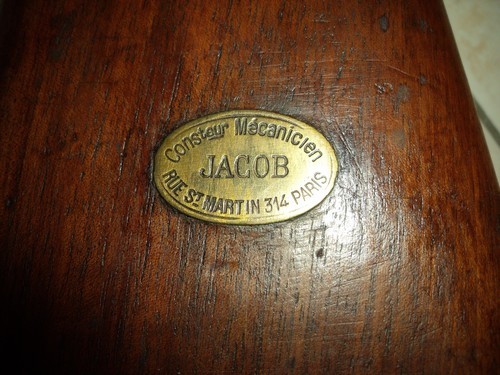 Consteur Mécanicien
JACOB
RUE ST MARTIN 314 PARIS